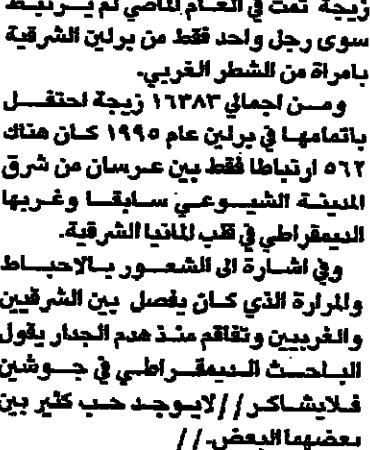 زيجة تمت في العام الماضي لم يرتبط
سوى رجل واحد فقط من برلين الشرقية
بامراة من الشطر الغربي.
ومن اجمالي ١٦٣٨٣ زيجة احتفل
باتمامها في برلين عام ١٩٩٥ كان هناك
٥٦٢ ارتباطا فقط بين عرسان من شرق
المدينة الشيوعي سابقا وغربها
الديمقراطي في قلب المانيا الشرقية.
وفي اشارة الى الشعور بالاحباط
والمرارة الذي كان يفصل بين الشرقيين
والغربيين وتفاقم منذ هدم الجدار يقول
الباحث الديمقراطي في جوشين
فلايشاكر //لايوجد حب كثير بين
بعضهما البعض.//